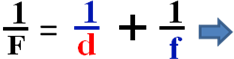 1/F = 1/d + 1/f